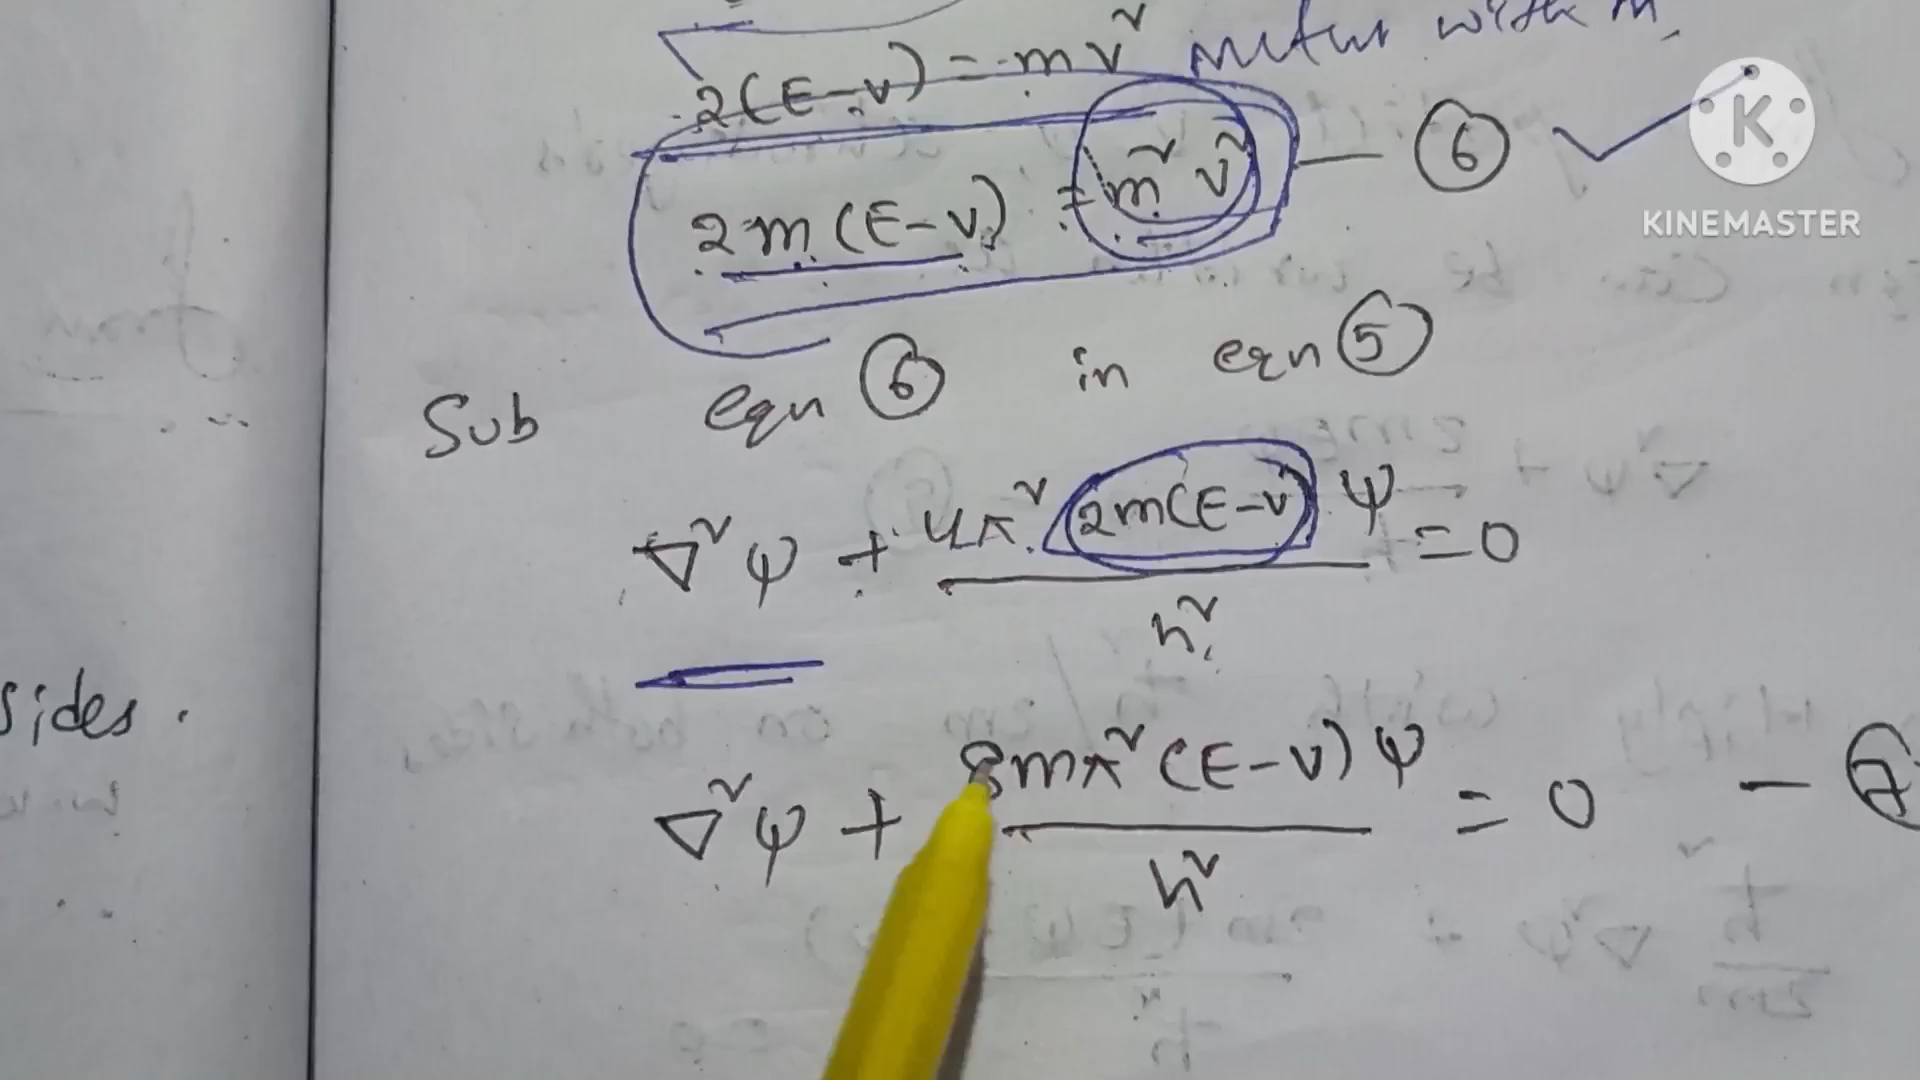 2(E-V) = mv² with m
2m(E-V) = m²v² — ⑥
KINEMASTER
Sub eqn ⑥ in eqn ⑤
∇²ψ + 4π² 2m(E-V) ψ / h² = 0
sides.
∇²ψ + 8mπ²(E-V)ψ / h² = 0 — ⑦